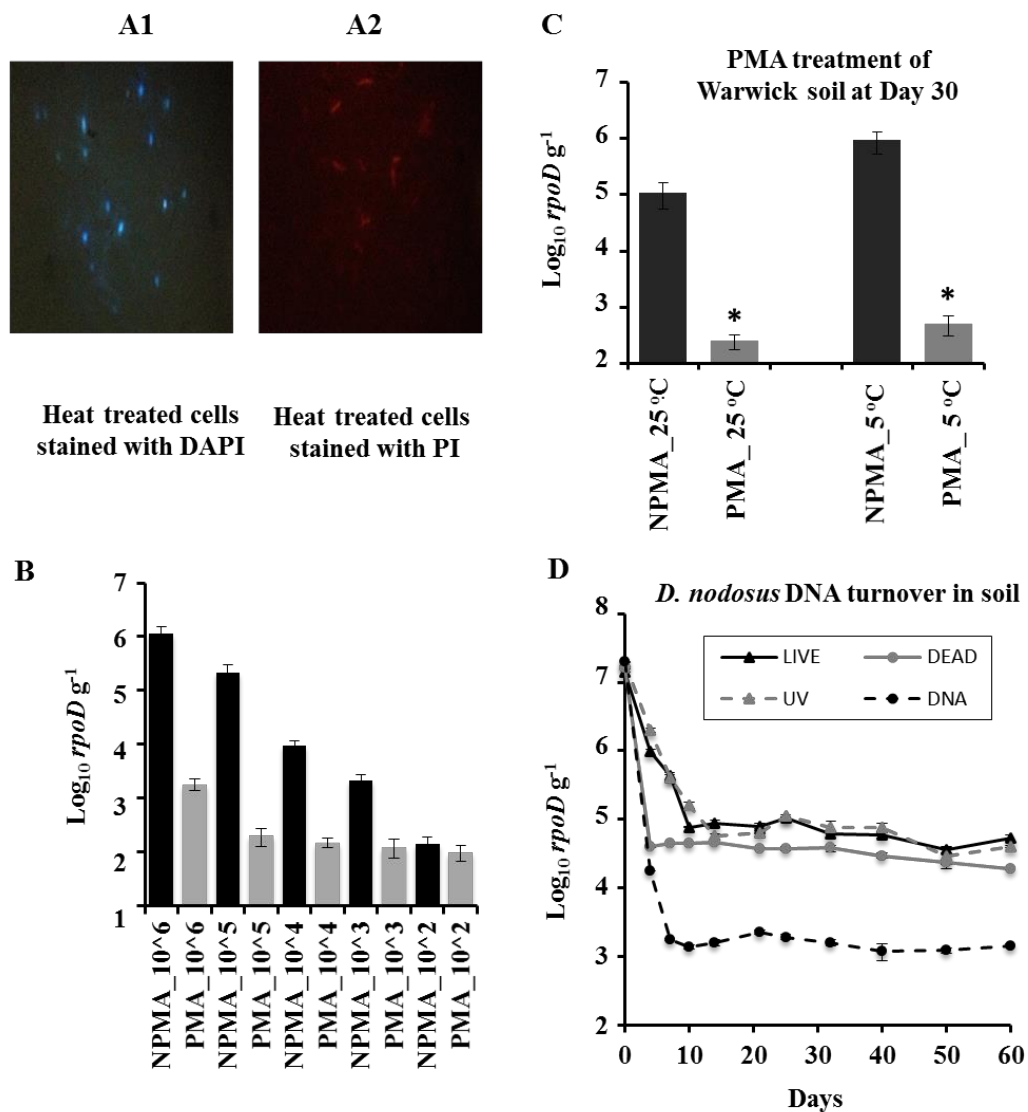 A1
A2
Heat treated cells
stained with DAPI
Heat treated cells
stained with PI
B
7
6
5
4
3
2
1
Log₁₀ rpoD g⁻¹
NPMA_10^6
PMA_10^6
NPMA_10^5
PMA_10^5
NPMA_10^4
PMA_10^4
NPMA_10^3
PMA_10^3
NPMA_10^2
PMA_10^2
C
PMA treatment of
Warwick soil at Day 30
7
6
5
4
3
2
Log₁₀ rpoD g⁻¹
*
*
NPMA_25 ºC
PMA_ 25 ºC
NPMA_5 ºC
PMA_ 5 ºC
D
D. nodosus DNA turnover in soil
8
7
6
5
4
3
2
Log₁₀ rpoD g⁻¹
LIVE
DEAD
UV
DNA
0 10 20 30 40 50 60
Days